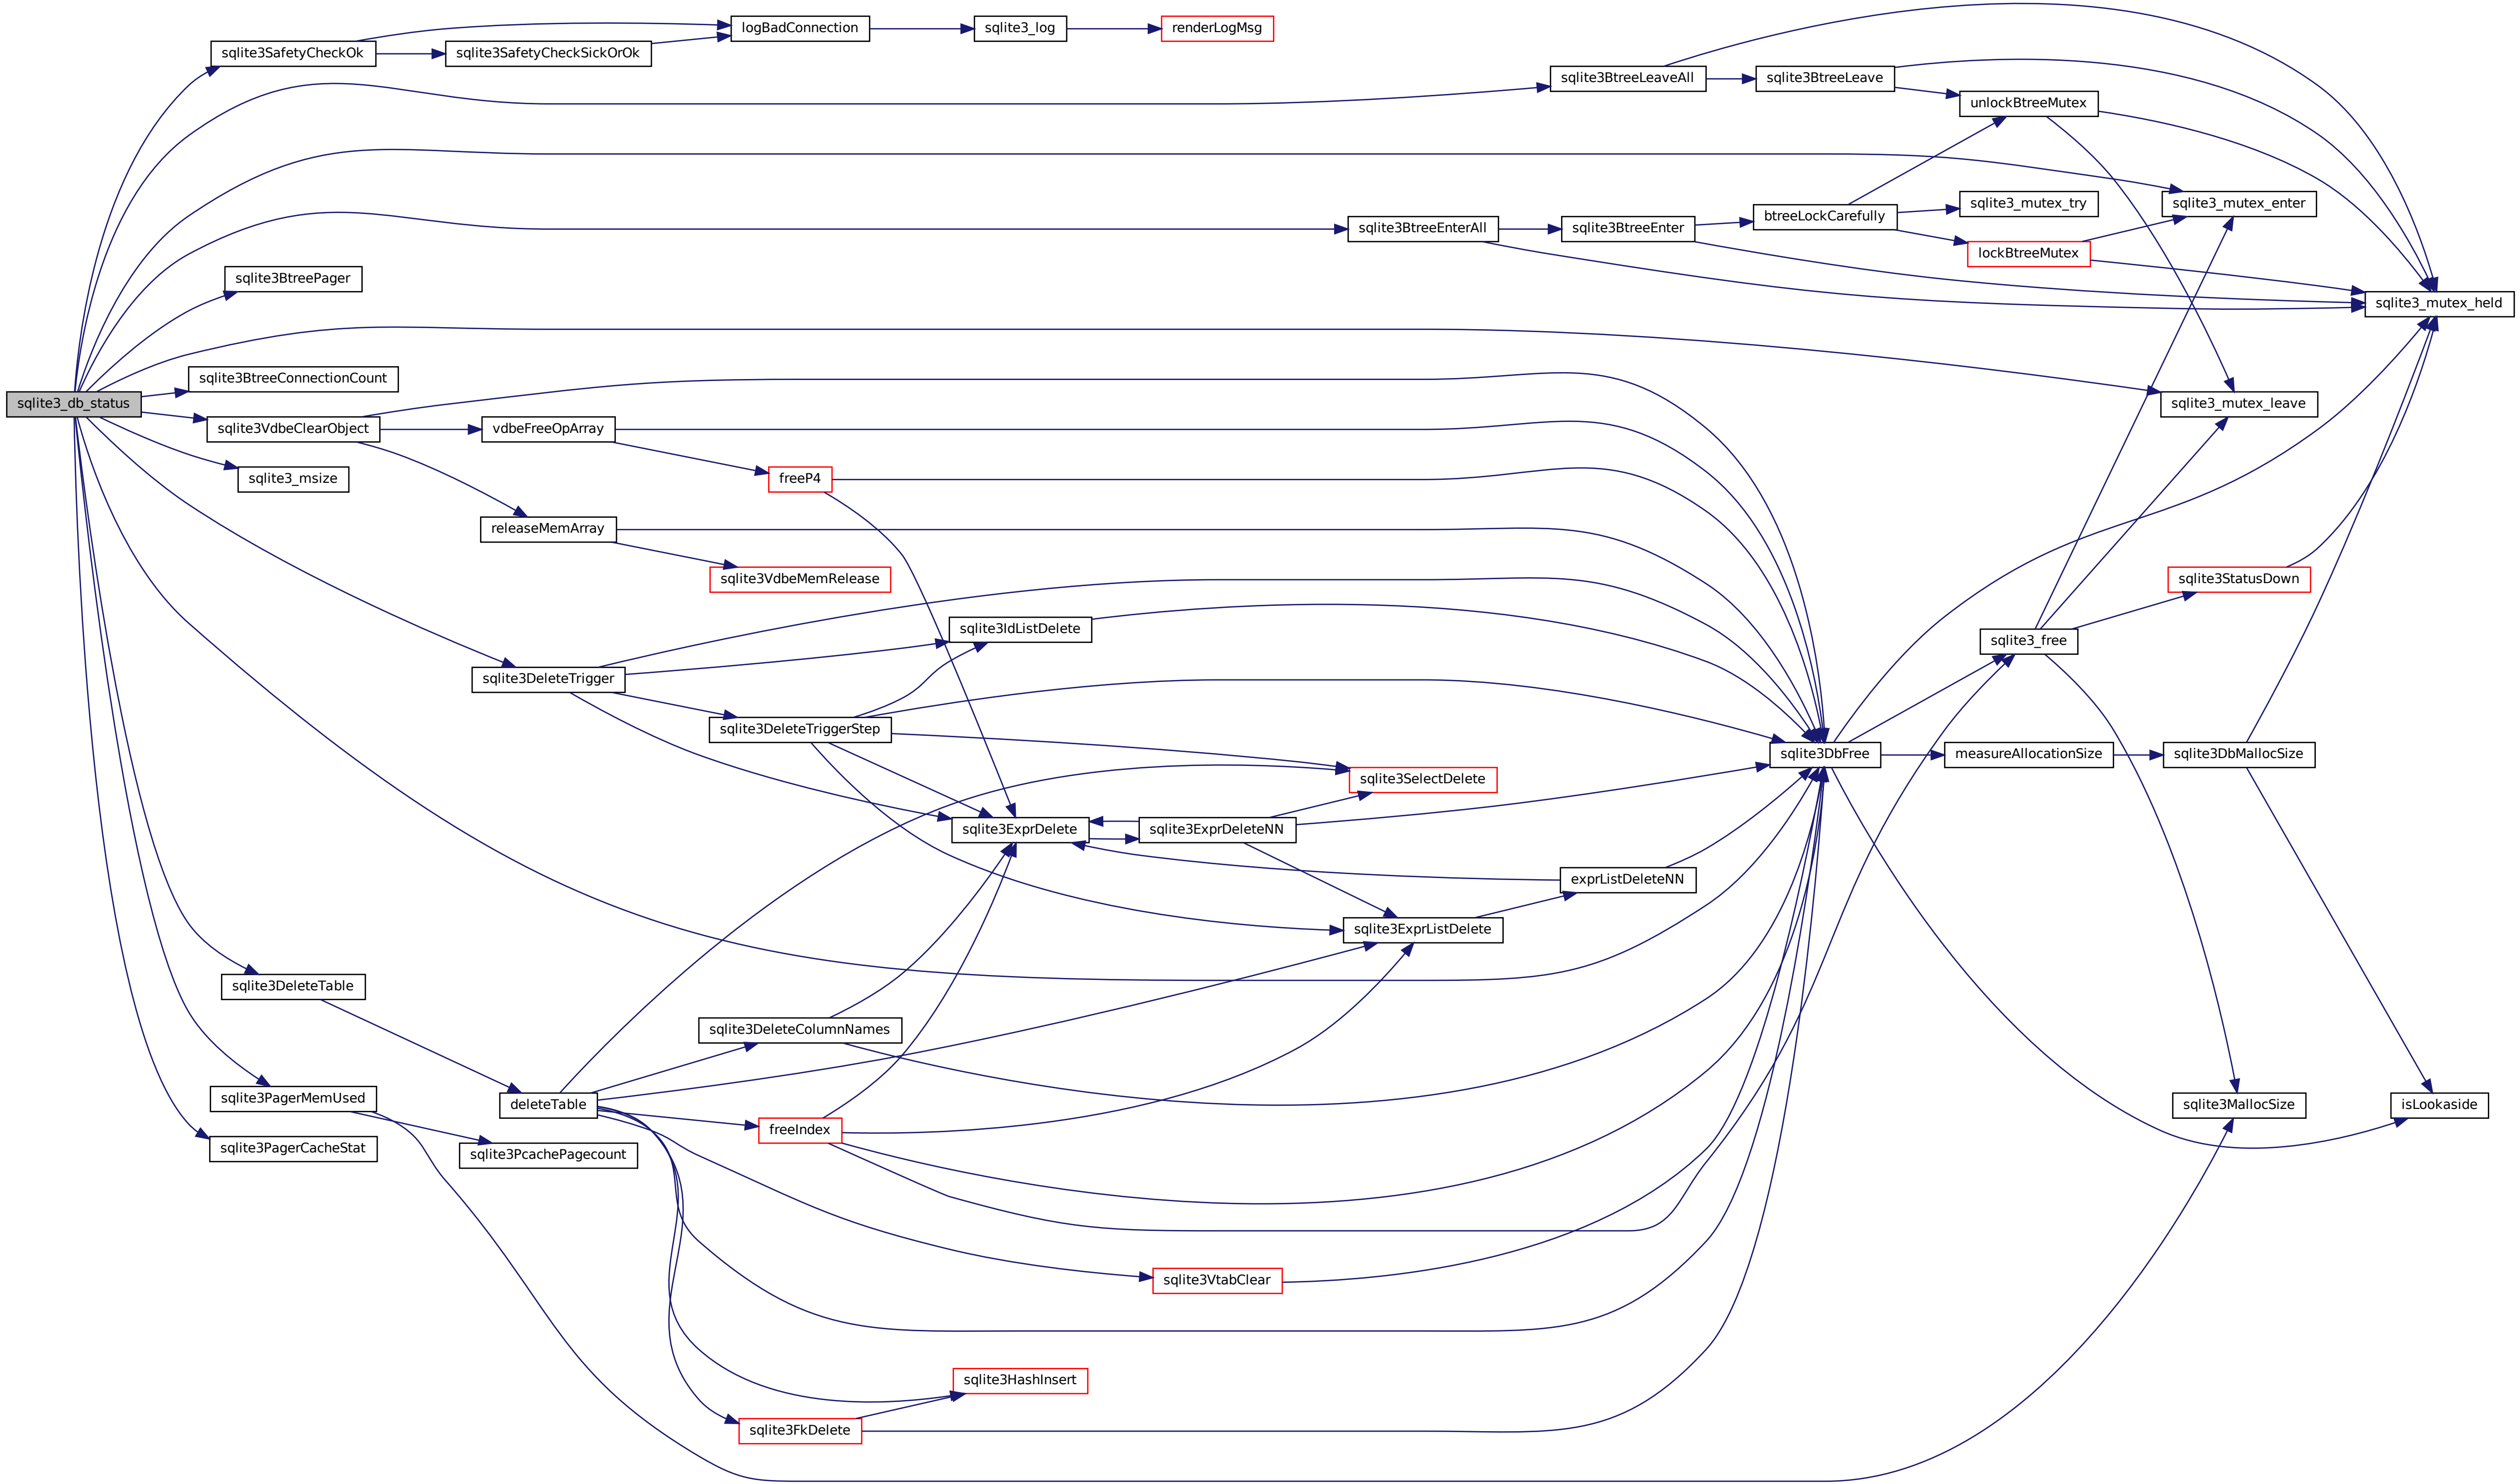 logBadConnection
sqlite3_log
renderLogMsg
sqlite3SafetyCheckOk
sqlite3SafetyCheckSickOrOk
sqlite3BtreeLeaveAll
sqlite3BtreeLeave
unlockBtreeMutex
sqlite3_mutex_try
sqlite3_mutex_enter
btreeLockCarefully
sqlite3BtreeEnterAll
sqlite3BtreeEnter
lockBtreeMutex
sqlite3BtreePager
sqlite3_mutex_held
sqlite3BtreeConnectionCount
sqlite3_db_status
sqlite3_mutex_leave
sqlite3VdbeClearObject
vdbeFreeOpArray
sqlite3_msize
freeP4
releaseMemArray
sqlite3VdbeMemRelease
sqlite3StatusDown
sqlite3IdListDelete
sqlite3_free
sqlite3DeleteTrigger
sqlite3DeleteTriggerStep
sqlite3DbFree
measureAllocationSize
sqlite3DbMallocSize
sqlite3SelectDelete
sqlite3ExprDelete
sqlite3ExprDeleteNN
exprListDeleteNN
sqlite3ExprListDelete
sqlite3DeleteTable
sqlite3DeleteColumnNames
sqlite3PagerMemUsed
deleteTable
sqlite3MallocSize
isLookaside
freeIndex
sqlite3PagerCacheStat
sqlite3PcachePagecount
sqlite3VtabClear
sqlite3HashInsert
sqlite3FkDelete